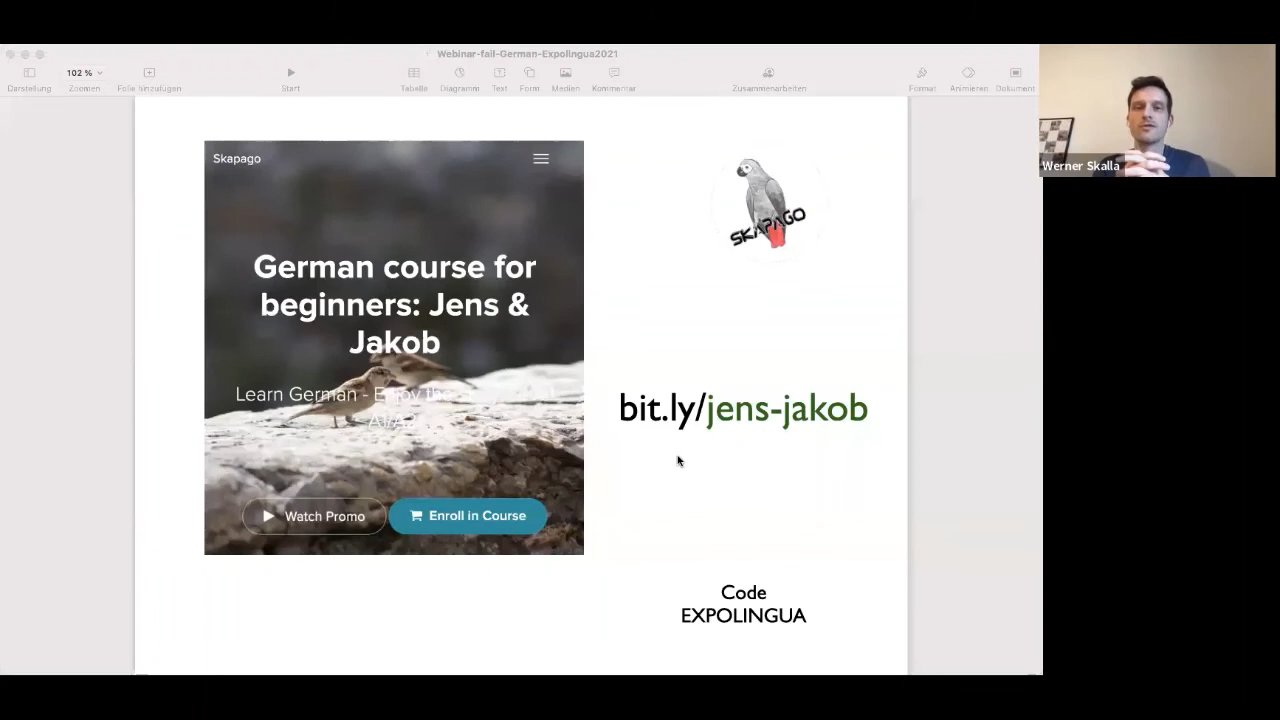 Webinar-fail-German-Expolingua2021
102 %
Darstellung
Zoomen
Folie hinzufügen
Start
Tabelle
Diagramm
Text
Form
Medien
Kommentar
Zusammenarbeiten
Format
Animieren
Dokument
Werner Skalla
Skapago
German course for
beginners: Jens &
Jakob
Learn German - Enjoy the
Watch Promo
Enroll in Course
SKAPAGO
bit.ly/jens-jakob
Code
EXPOLINGUA